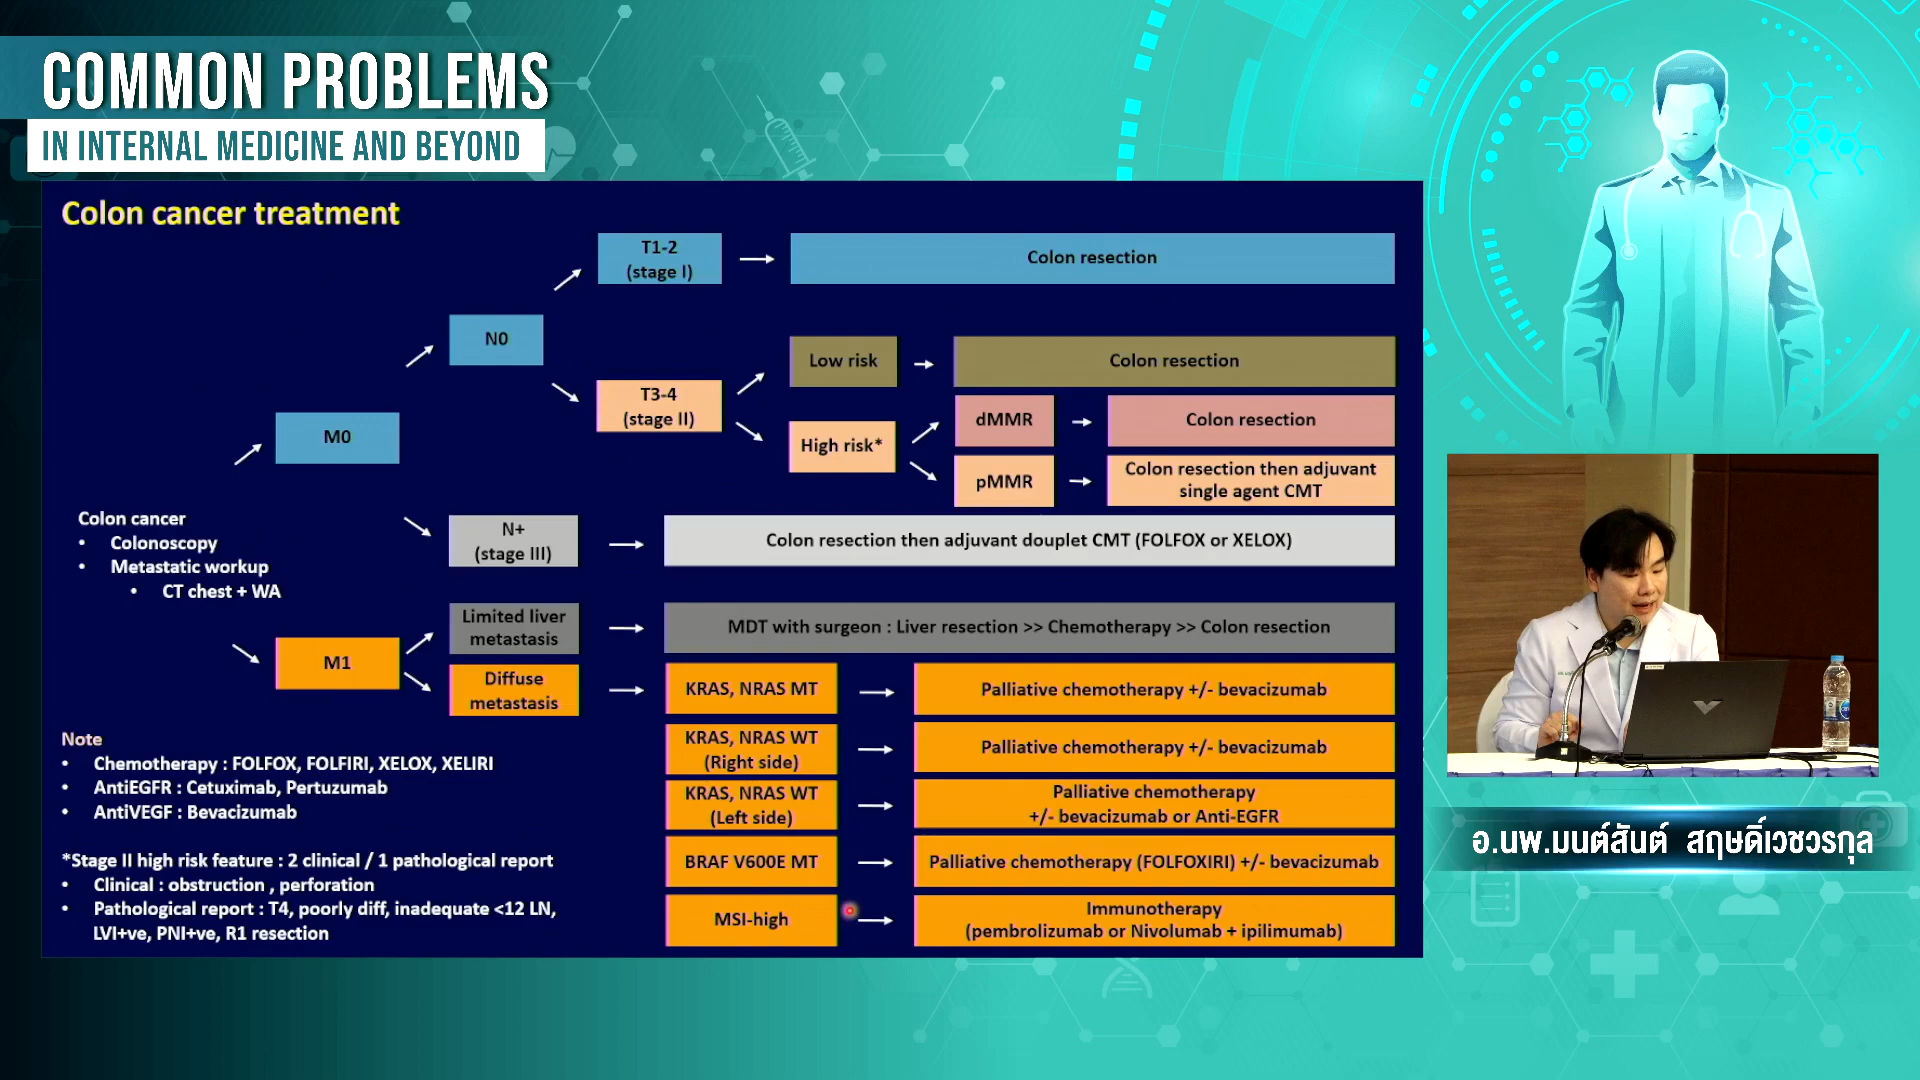 COMMON PROBLEMS
IN INTERNAL MEDICINE AND BEYOND
Colon cancer treatment
T1-2
(stage I)
Colon resection
N0
Low risk
Colon resection
T3-4
(stage II)
High risk*
dMMR
Colon resection
pMMR
Colon resection then adjuvant
single agent CMT
M0
Colon cancer
• Colonoscopy
• Metastatic workup
• CT chest + WA
N+
(stage III)
Colon resection then adjuvant douplet CMT (FOLFOX or XELOX)
M1
Limited liver
metastasis
MDT with surgeon : Liver resection >> Chemotherapy >> Colon resection
Diffuse
metastasis
KRAS, NRAS MT
Palliative chemotherapy +/- bevacizumab
KRAS, NRAS WT
(Right side)
Palliative chemotherapy +/- bevacizumab
KRAS, NRAS WT
(Left side)
Palliative chemotherapy
+/- bevacizumab or Anti-EGFR
BRAF V600E MT
Palliative chemotherapy (FOLFOXIRI) +/- bevacizumab
MSI-high
Immunotherapy
(pembrolizumab or Nivolumab + ipilimumab)
Note
• Chemotherapy : FOLFOX, FOLFIRI, XELOX, XELIRI
• AntiEGFR : Cetuximab, Pertuzumab
• AntiVEGF : Bevacizumab
*Stage II high risk feature : 2 clinical / 1 pathological report
• Clinical : obstruction , perforation
• Pathological report : T4, poorly diff, inadequate <12 LN,
LVI+ve, PNI+ve, R1 resection
อ.นพ.มนต์สันต์ สฤษดิ์เวชวรกุล